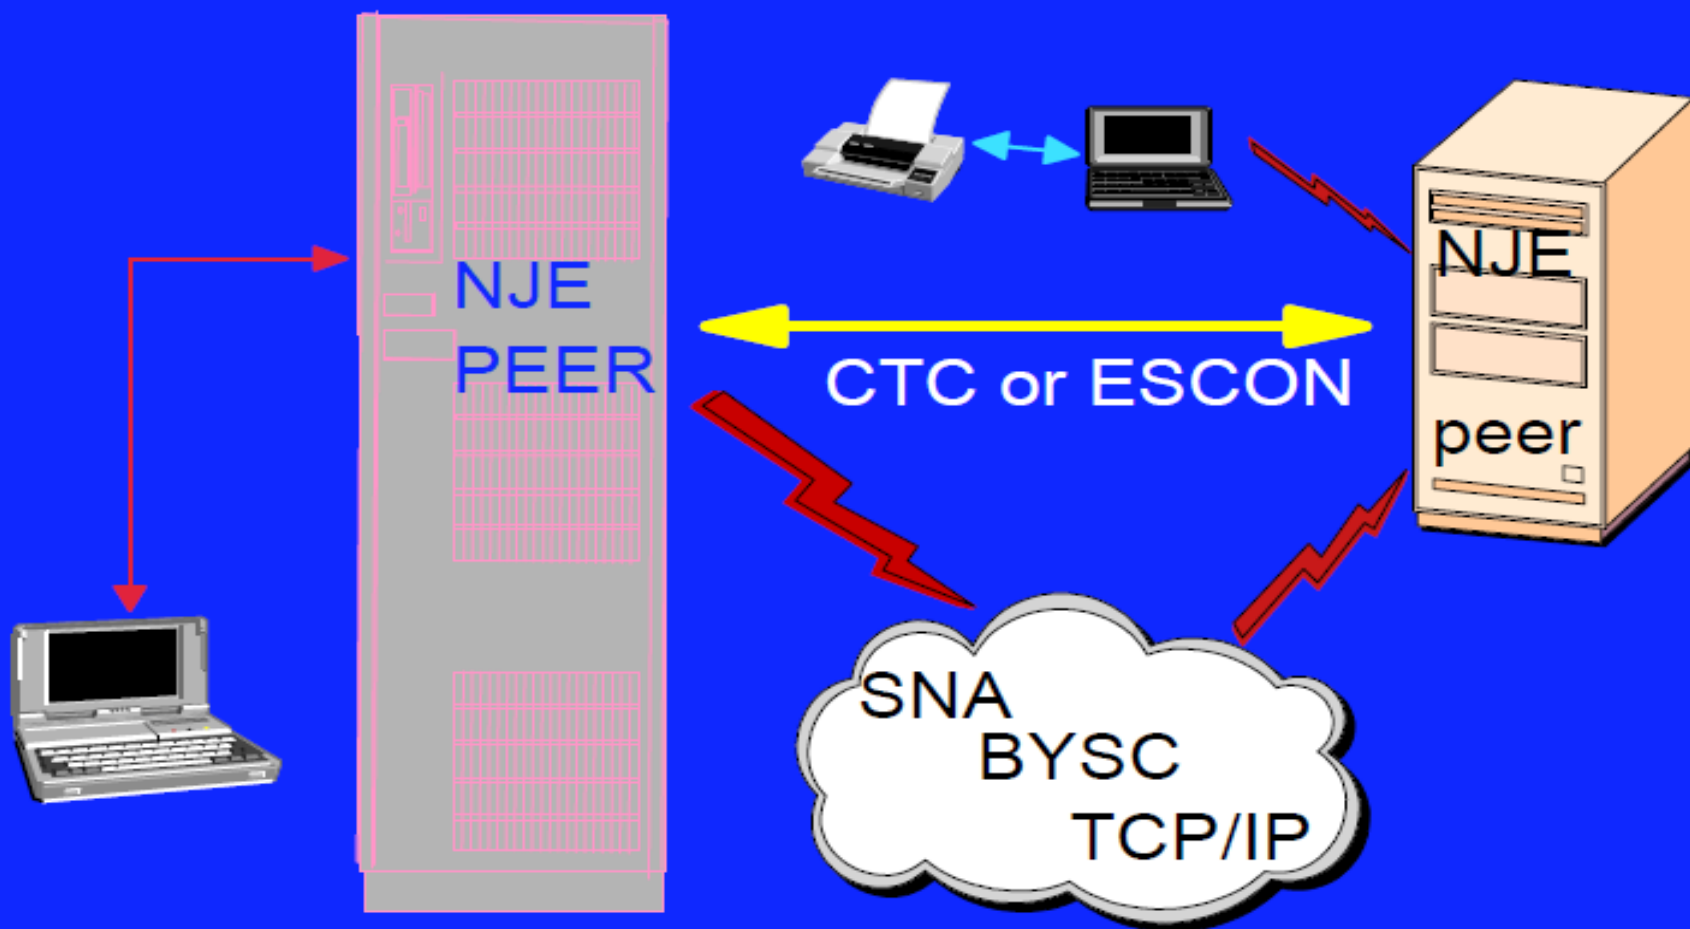 NJE
PEER
CTC or ESCON
NJE
peer
SNA
BYSC
TCP/IP